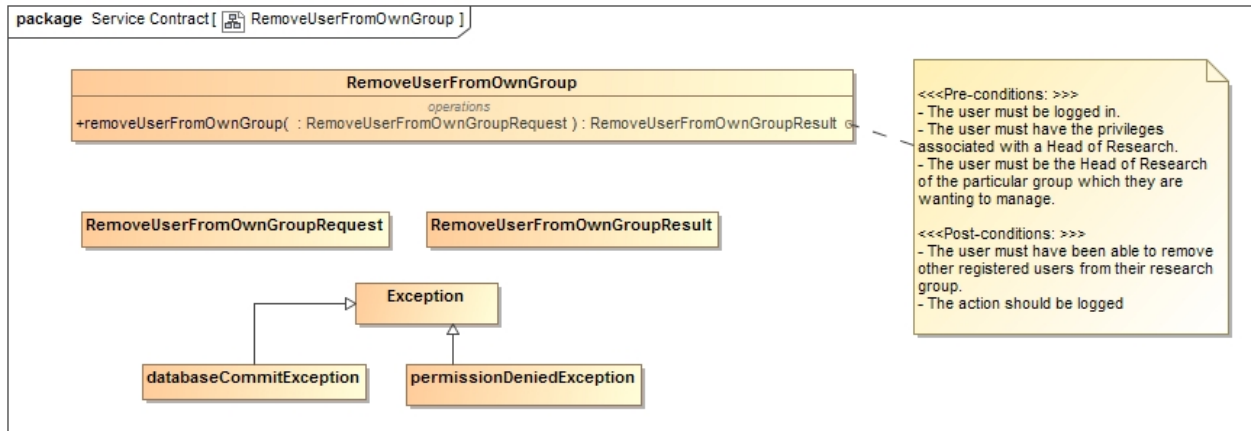 package Service Contract [ RemoveUserFromOwnGroup ]
RemoveUserFromOwnGroup
operations
+removeUserFromOwnGroup( : RemoveUserFromOwnGroupRequest ) : RemoveUserFromOwnGroupResult
<<<Pre-conditions: >>>
- The user must be logged in.
- The user must have the privileges
associated with a Head of Research.
- The user must be the Head of Research
of the particular group which they are
wanting to manage.
<<<Post-conditions: >>>
- The user must have been able to remove
other registered users from their research
group.
- The action should be logged
RemoveUserFromOwnGroupRequest
RemoveUserFromOwnGroupResult
Exception
databaseCommitException
permissionDeniedException